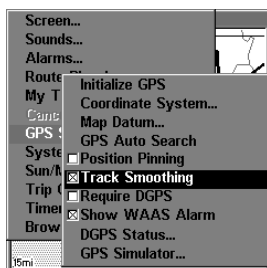 Screen...
Sounds...
Alarms...
Route
My T
GPS S
Initialize GPS
Coordinate System...
Map Datum...
GPS Auto Search
Position Pinning
Track Smoothing
Require DGPS
Show WAAS Alarm
DGPS Status...
GPS Simulator...
Syste
Sun/M
Trip
Timer
Brow
15mi